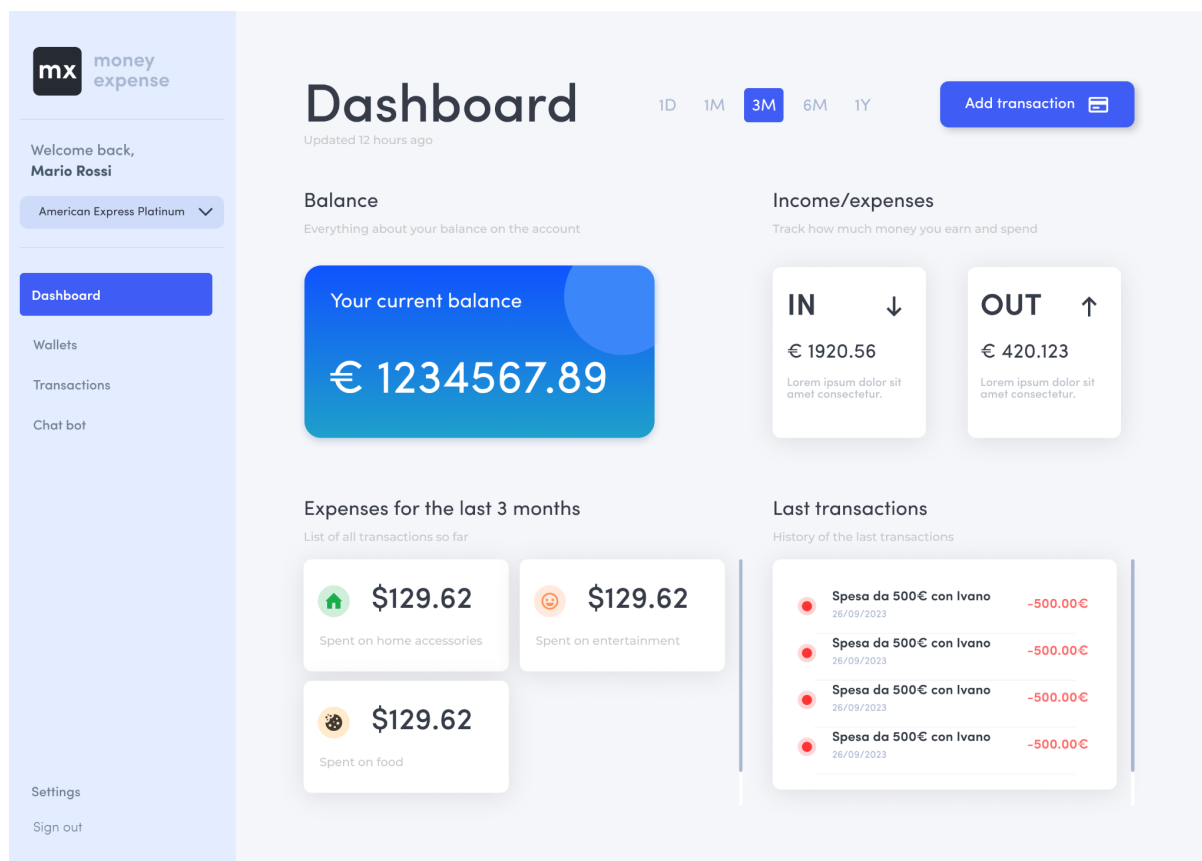 mx
money
expense
Welcome back,
Mario Rossi
American Express Platinum
Dashboard
Wallets
Transactions
Chat bot
Settings
Sign out
Dashboard
Updated 12 hours ago
1D 1M 3M 6M 1Y
Add transaction
Balance
Everything about your balance on the account
Your current balance
€ 1234567.89
Income/expenses
Track how much money you earn and spend
IN
€ 1920.56
Lorem ipsum dolor sit
amet consectetur.
OUT
€ 420.123
Lorem ipsum dolor sit
amet consectetur.
Expenses for the last 3 months
List of all transactions so far
$129.62
Spent on home accessories
$129.62
Spent on entertainment
$129.62
Spent on food
Last transactions
History of the last transactions
Spesa da 500€ con Ivano
26/09/2023
-500.00€
Spesa da 500€ con Ivano
26/09/2023
-500.00€
Spesa da 500€ con Ivano
26/09/2023
-500.00€
Spesa da 500€ con Ivano
26/09/2023
-500.00€